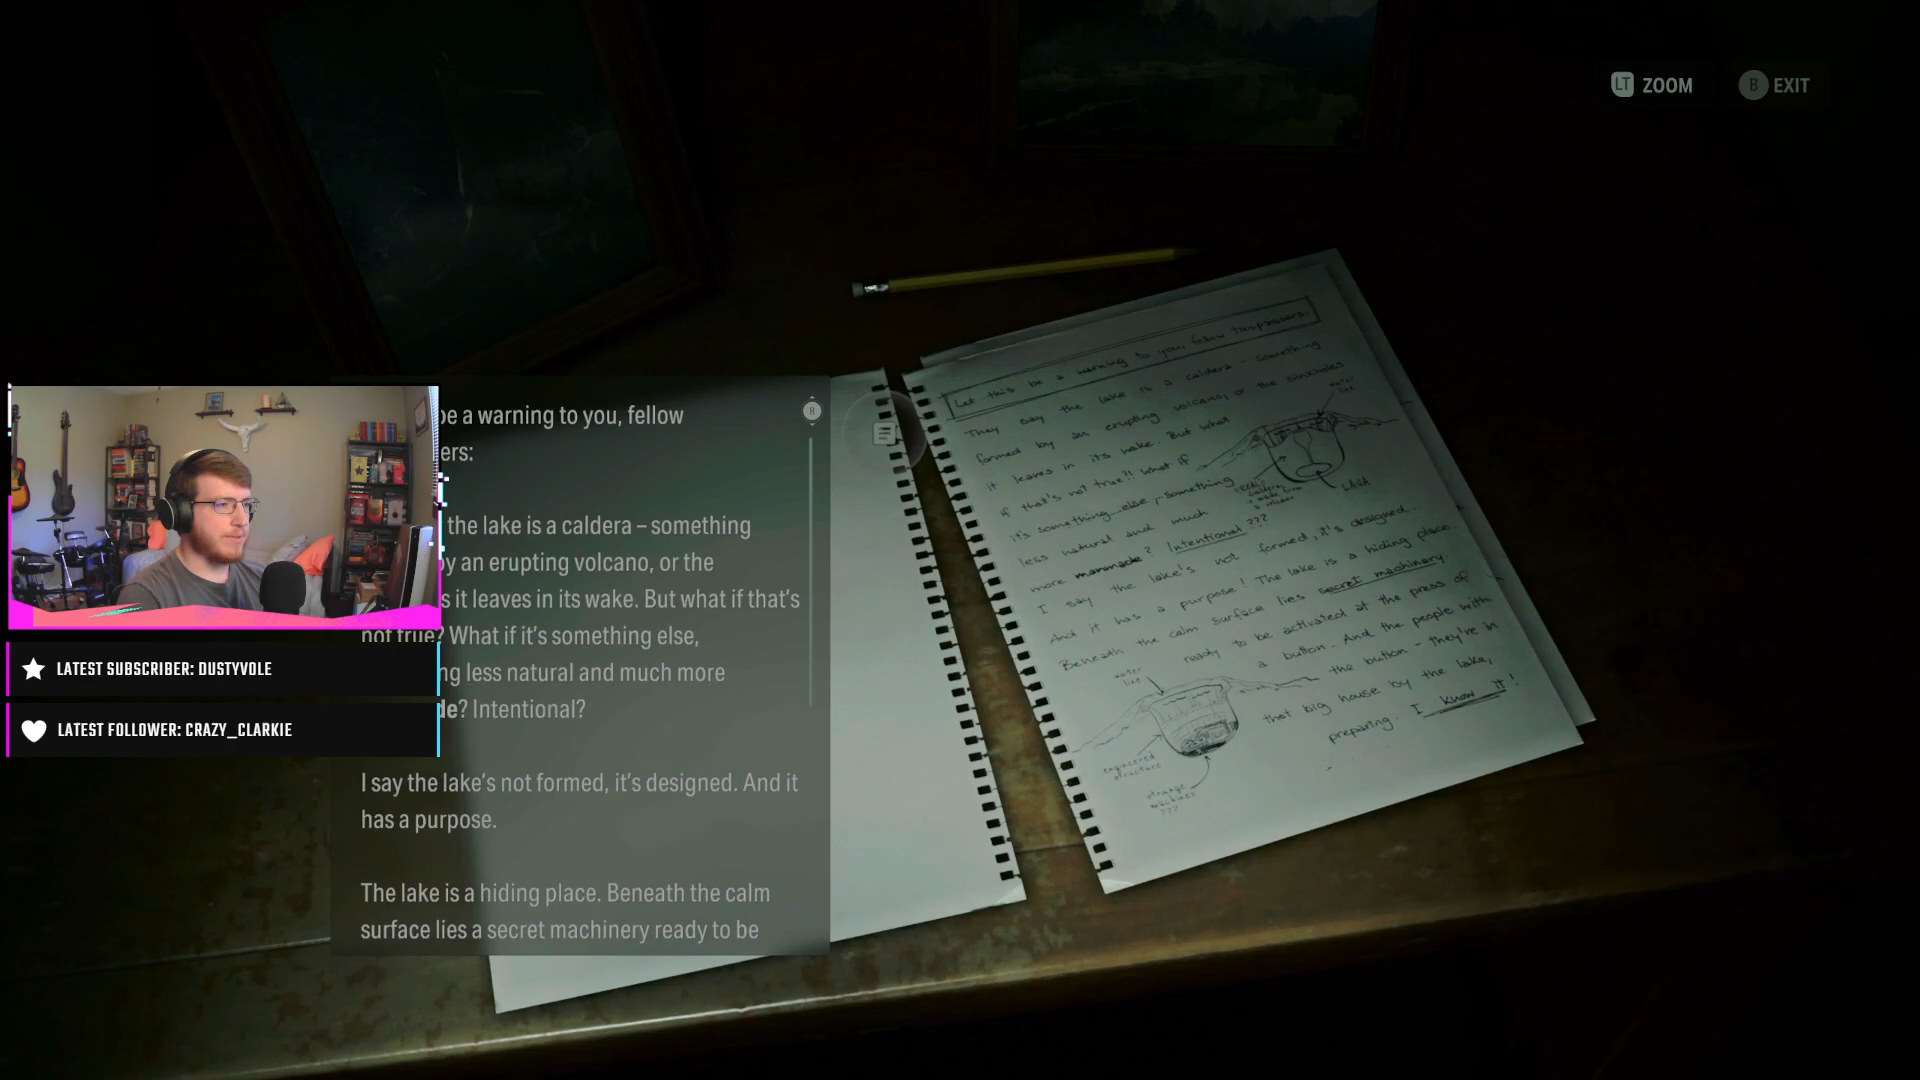 LT ZOOM B EXIT
be a warning to you, fellow
ers:
the lake is a caldera – something
by an erupting volcano, or the
s it leaves in its wake. But what if that's
not true? What if it's something else,
ng less natural and much more
de? Intentional?
I say the lake's not formed, it's designed. And it
has a purpose.
The lake is a hiding place. Beneath the calm
surface lies a secret machinery ready to be
R
LATEST SUBSCRIBER: DUSTYVOLE
LATEST FOLLOWER: CRAZY_CLARKIE
Let this be a warning to you, fellow trespassers:
They say the lake is a caldera - something
formed by an erupting volcano, or the sinkholes
it leaves in its wake. But what
if that's not true?! What if
it's something else, something
less natural and much
more manmade? Intentional???
I say the lake's not formed, it's designed.
And it has a purpose! The lake is a hiding place.
Beneath the calm surface lies secret machinery.
ready to be activated at the press of
a button. And the people with
the button - they're in
that big house by the lake,
preparing. I know it!
water
line
LAVA
water
line
engineered
structure
strange
machines
???